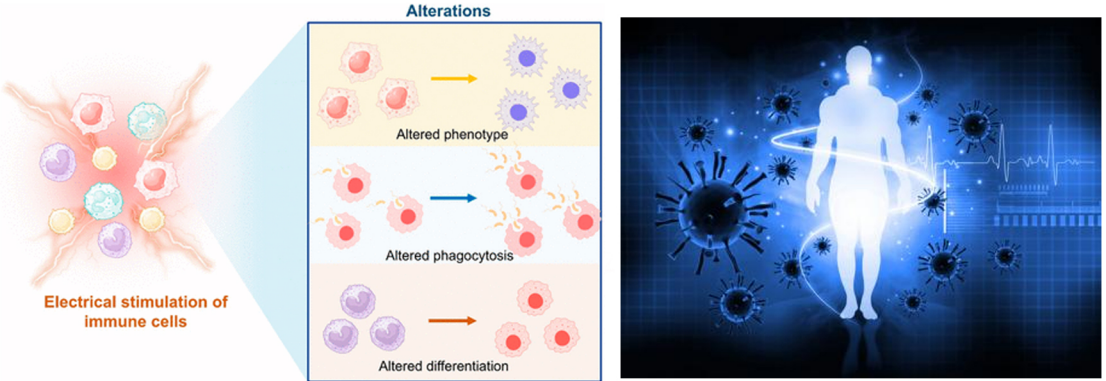 Alterations
Altered phenotype
Altered phagocytosis
Altered differentiation
Electrical stimulation of
immune cells